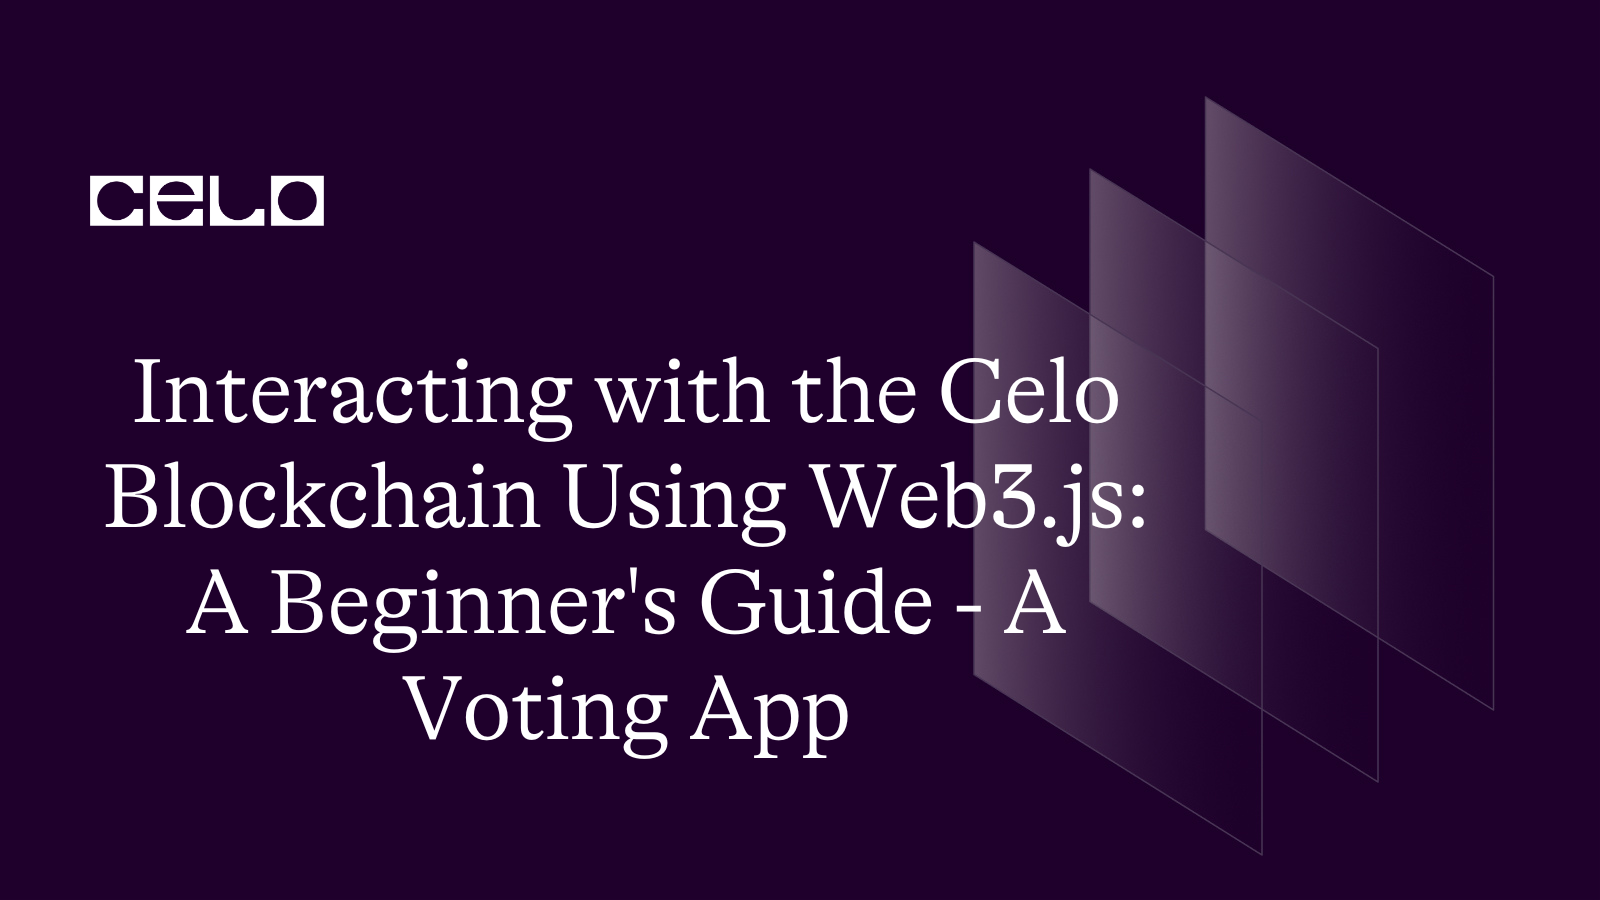 CELO
Interacting with the Celo
Blockchain Using Web3.js:
A Beginner's Guide - A
Voting App